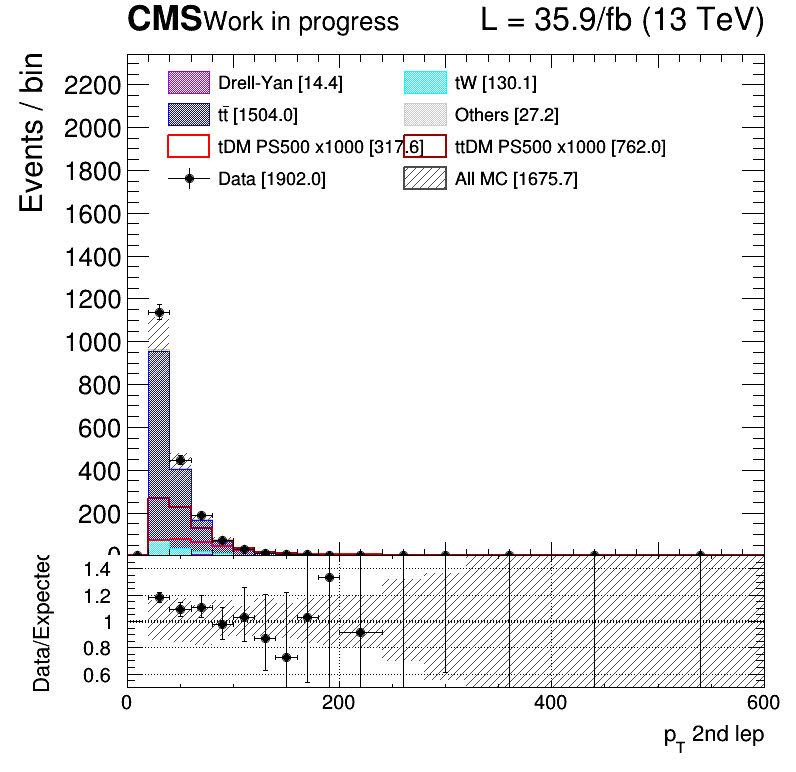 CMS Work in progress L = 35.9/fb (13 TeV)
Events / bin
2200
2000
1800
1600
1400
1200
1000
800
600
400
200
0
Drell-Yan [14.4]
tW [130.1]
tt̄ [1504.0]
Others [27.2]
tDM PS500 x1000 [317.6]
ttDM PS500 x1000 [762.0]
Data [1902.0]
All MC [1675.7]
Data/Expected
1.4
1.2
1
0.8
0.6
0 200 400 600
pT 2nd lep